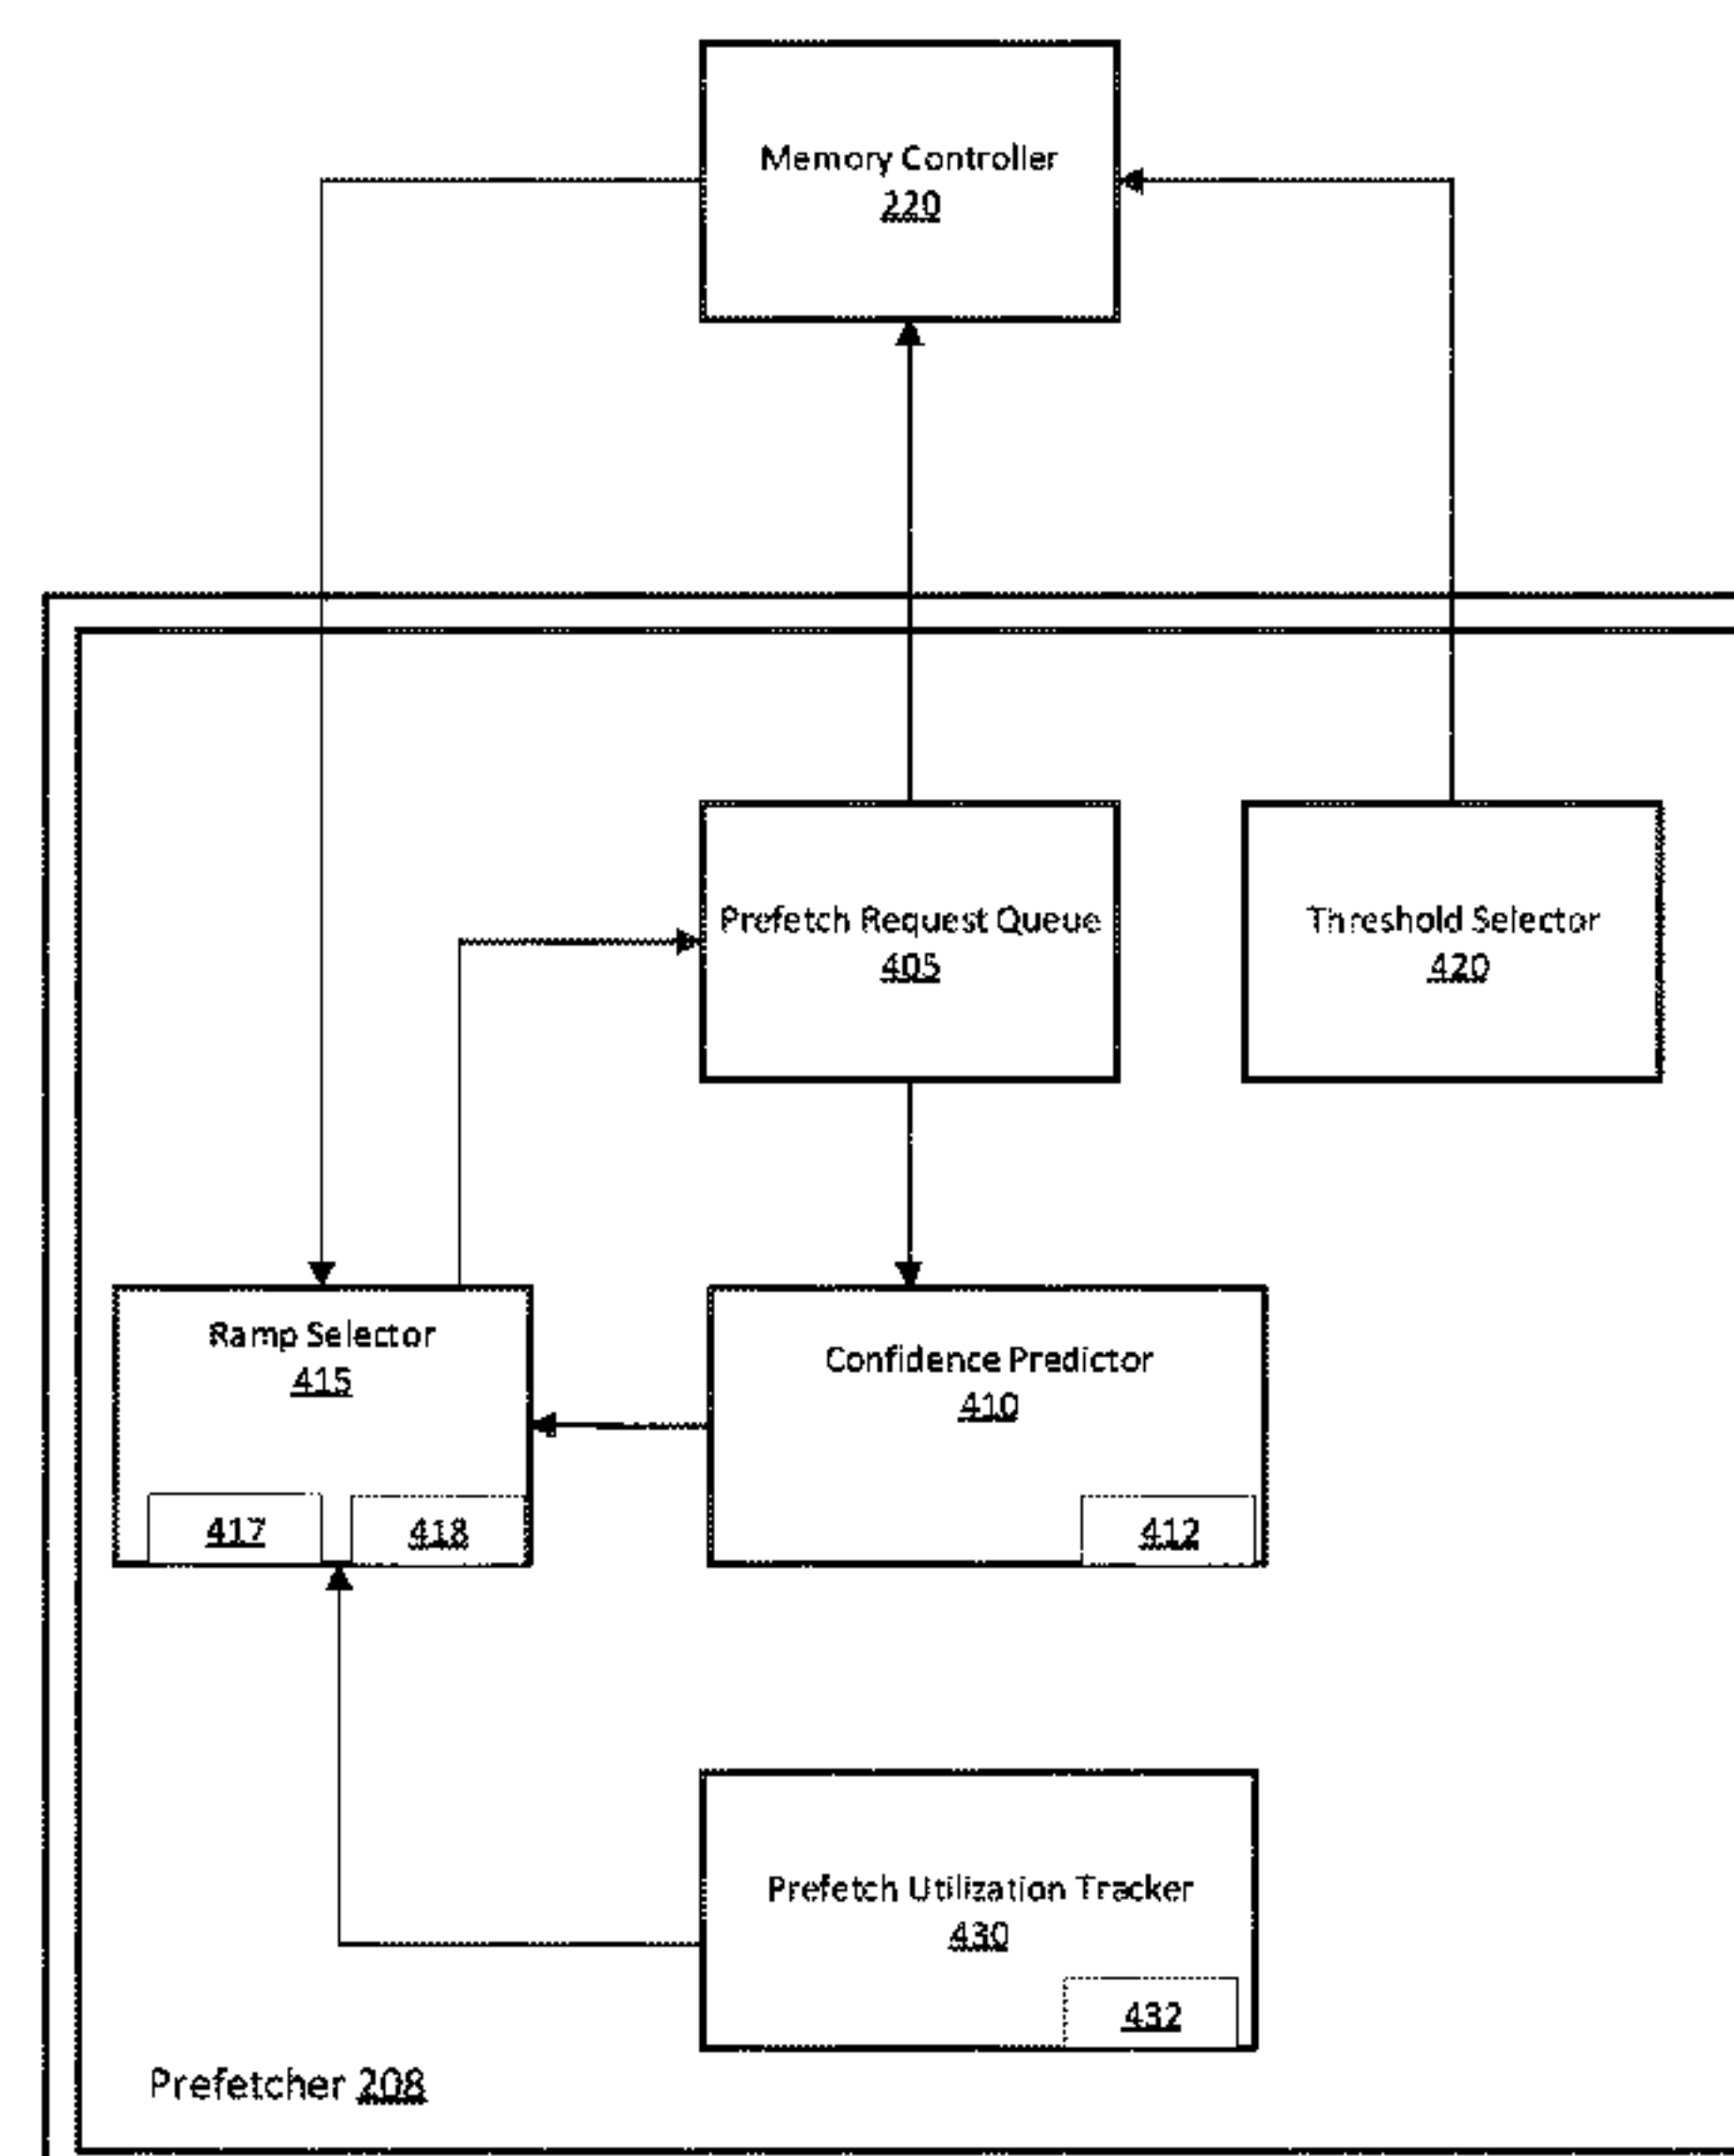 Memory Controller
220
Prefetch Request Queue
405
Threshold Selector
420
Ramp Selector
415
417
418
Confidence Predictor
410
412
Prefetch Utilization Tracker
430
432
Prefetcher 208